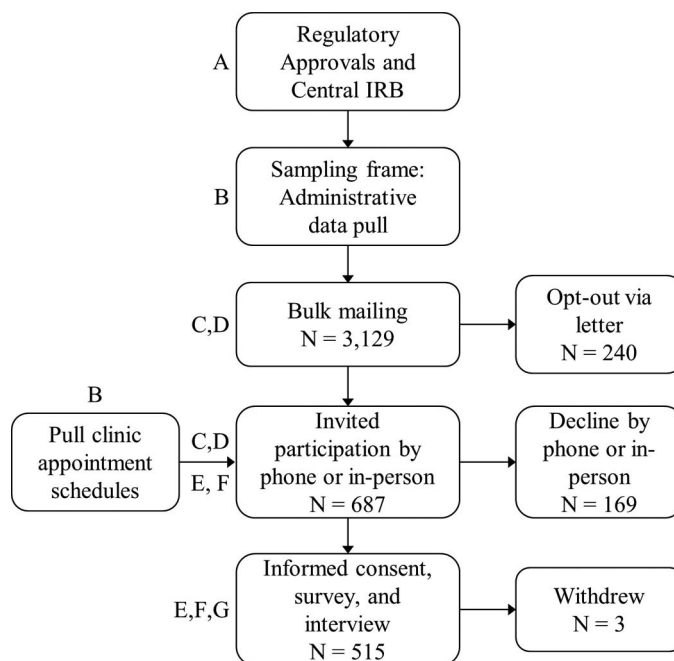 A
Regulatory
Approvals and
Central IRB
B
Sampling frame:
Administrative
data pull
C,D
Bulk mailing
N = 3,129
Opt-out via
letter
N = 240
B
Pull clinic
appointment
schedules
C,D
E, F
Invited
participation by
phone or in-person
N = 687
Decline by
phone or in-
person
N = 169
E,F,G
Informed consent,
survey, and
interview
N = 515
Withdrew
N = 3